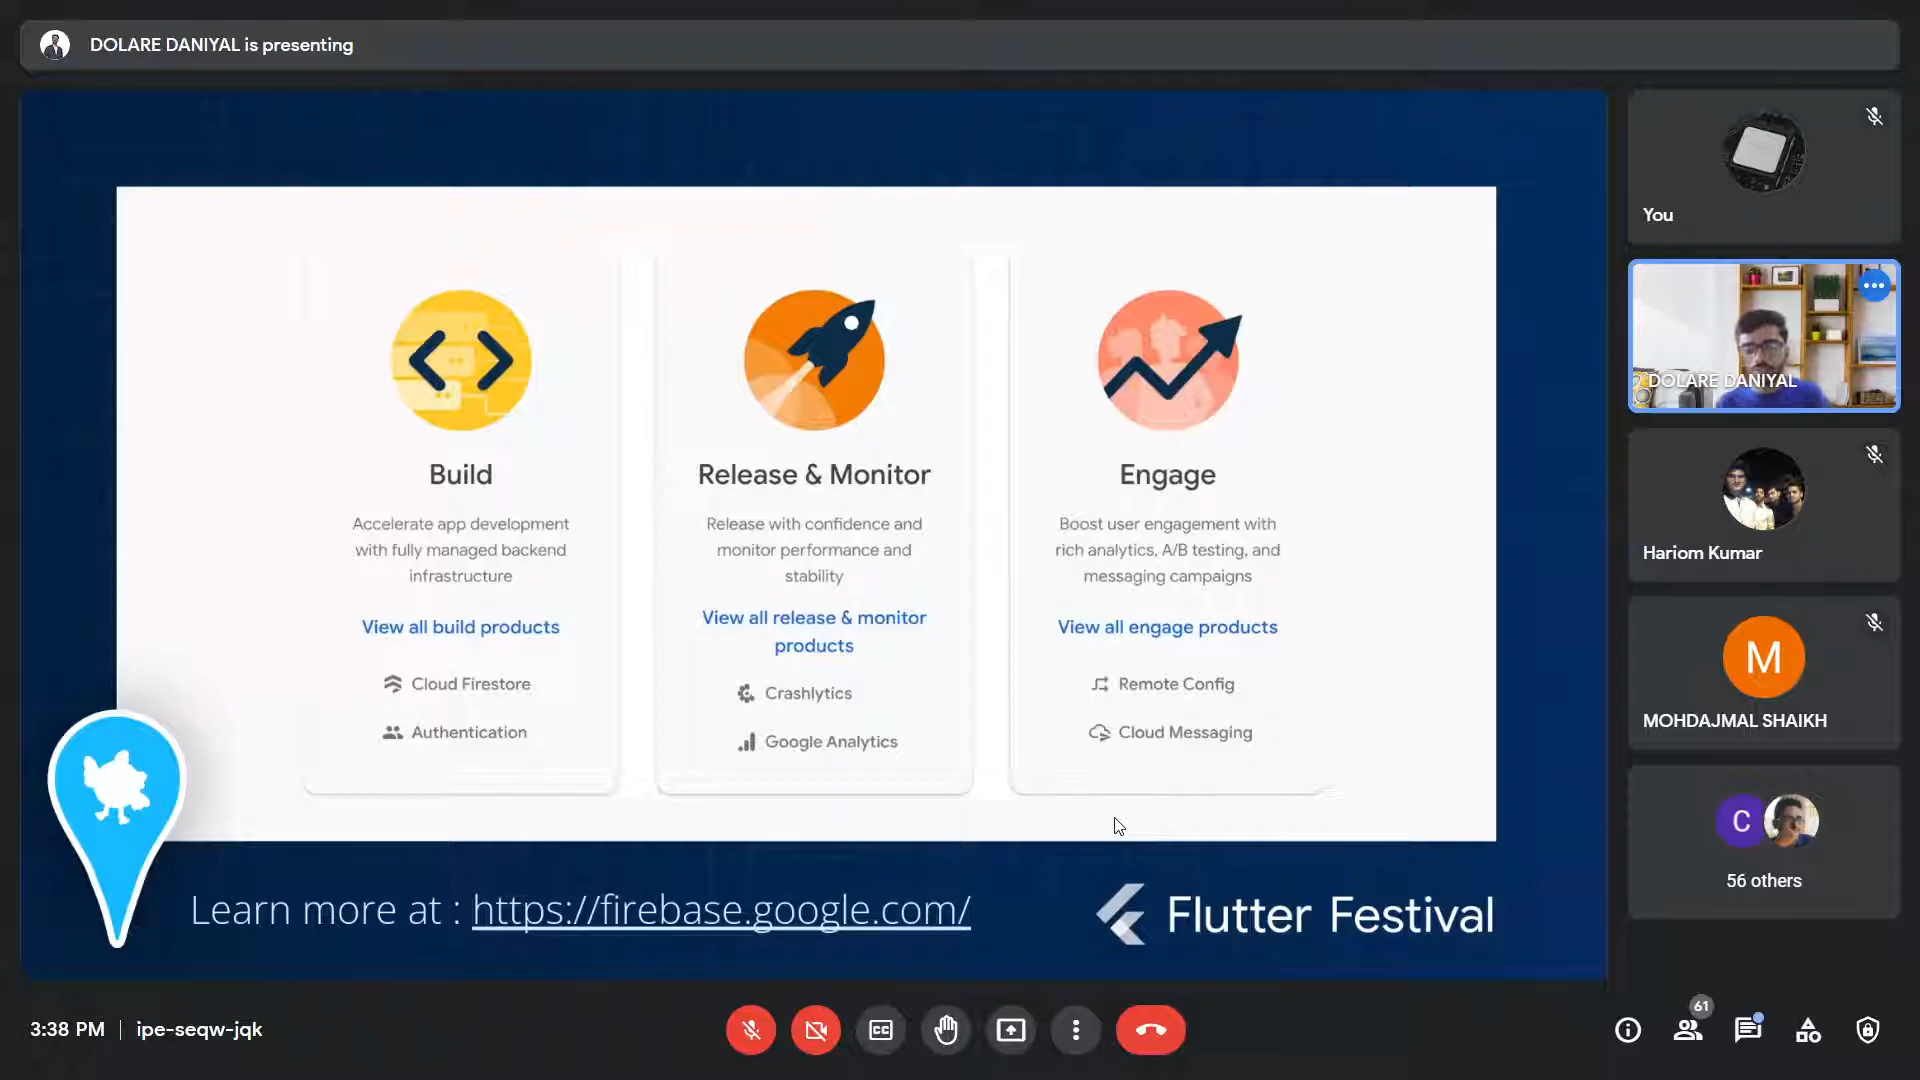 DOLARE DANIYAL is presenting
Build
Accelerate app development
with fully managed backend
infrastructure
View all build products
Cloud Firestore
Authentication
Release & Monitor
Release with confidence and
monitor performance and
stability
View all release & monitor
products
Crashlytics
Google Analytics
Engage
Boost user engagement with
rich analytics, A/B testing, and
messaging campaigns
View all engage products
Remote Config
Cloud Messaging
Learn more at : https://firebase.google.com/
Flutter Festival
You
DOLARE DANIYAL
Hariom Kumar
M
MOHDAJMAL SHAIKH
C
56 others
3:38 PM | ipe-seqw-jqk
CC
61